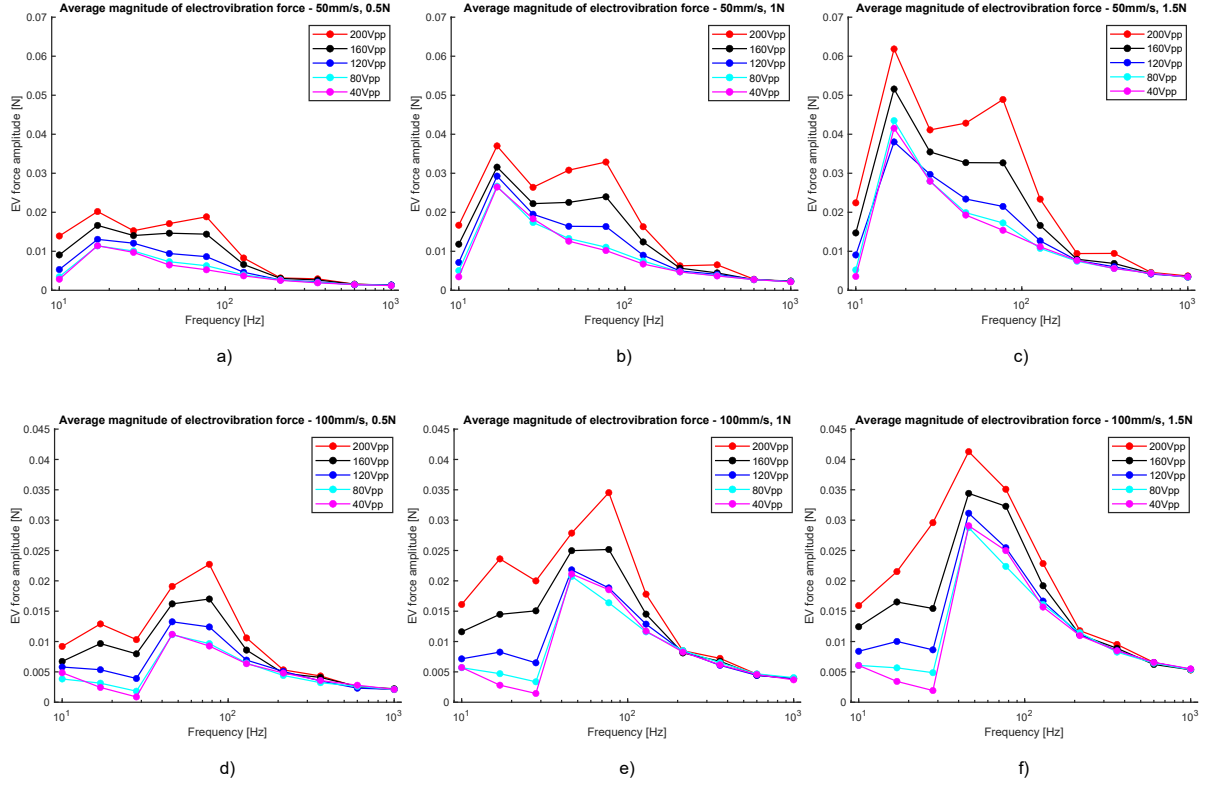 Average magnitude of electrovibration force - 50mm/s, 0.5N
0.07
0.06
0.05
0.04
0.03
0.02
0.01
0
EV force amplitude [N]
200Vpp
160Vpp
120Vpp
80Vpp
40Vpp
10^1
10^2
10^3
Frequency [Hz]
a)
Average magnitude of electrovibration force - 50mm/s, 1N
0.07
0.06
0.05
0.04
0.03
0.02
0.01
0
EV force amplitude [N]
200Vpp
160Vpp
120Vpp
80Vpp
40Vpp
10^1
10^2
10^3
Frequency [Hz]
b)
Average magnitude of electrovibration force - 50mm/s, 1.5N
0.07
0.06
0.05
0.04
0.03
0.02
0.01
0
EV force amplitude [N]
200Vpp
160Vpp
120Vpp
80Vpp
40Vpp
10^1
10^2
10^3
Frequency [Hz]
c)
Average magnitude of electrovibration force - 100mm/s, 0.5N
0.045
0.04
0.035
0.03
0.025
0.02
0.015
0.01
0.005
0
EV force amplitude [N]
200Vpp
160Vpp
120Vpp
80Vpp
40Vpp
10^1
10^2
10^3
Frequency [Hz]
d)
Average magnitude of electrovibration force - 100mm/s, 1N
0.045
0.04
0.035
0.03
0.025
0.02
0.015
0.01
0.005
0
EV force amplitude [N]
200Vpp
160Vpp
120Vpp
80Vpp
40Vpp
10^1
10^2
10^3
Frequency [Hz]
e)
Average magnitude of electrovibration force - 100mm/s, 1.5N
0.045
0.04
0.035
0.03
0.025
0.02
0.015
0.01
0.005
0
EV force amplitude [N]
200Vpp
160Vpp
120Vpp
80Vpp
40Vpp
10^1
10^2
10^3
Frequency [Hz]
f)